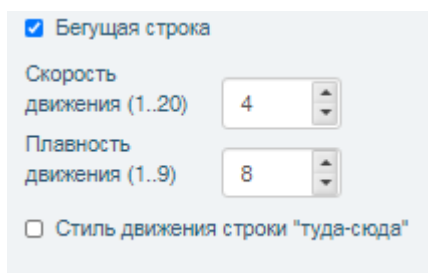 Бегущая строка
Скорость
движения (1..20) 4
Плавность
движения (1..9) 8
Стиль движения строки "туда-сюда"